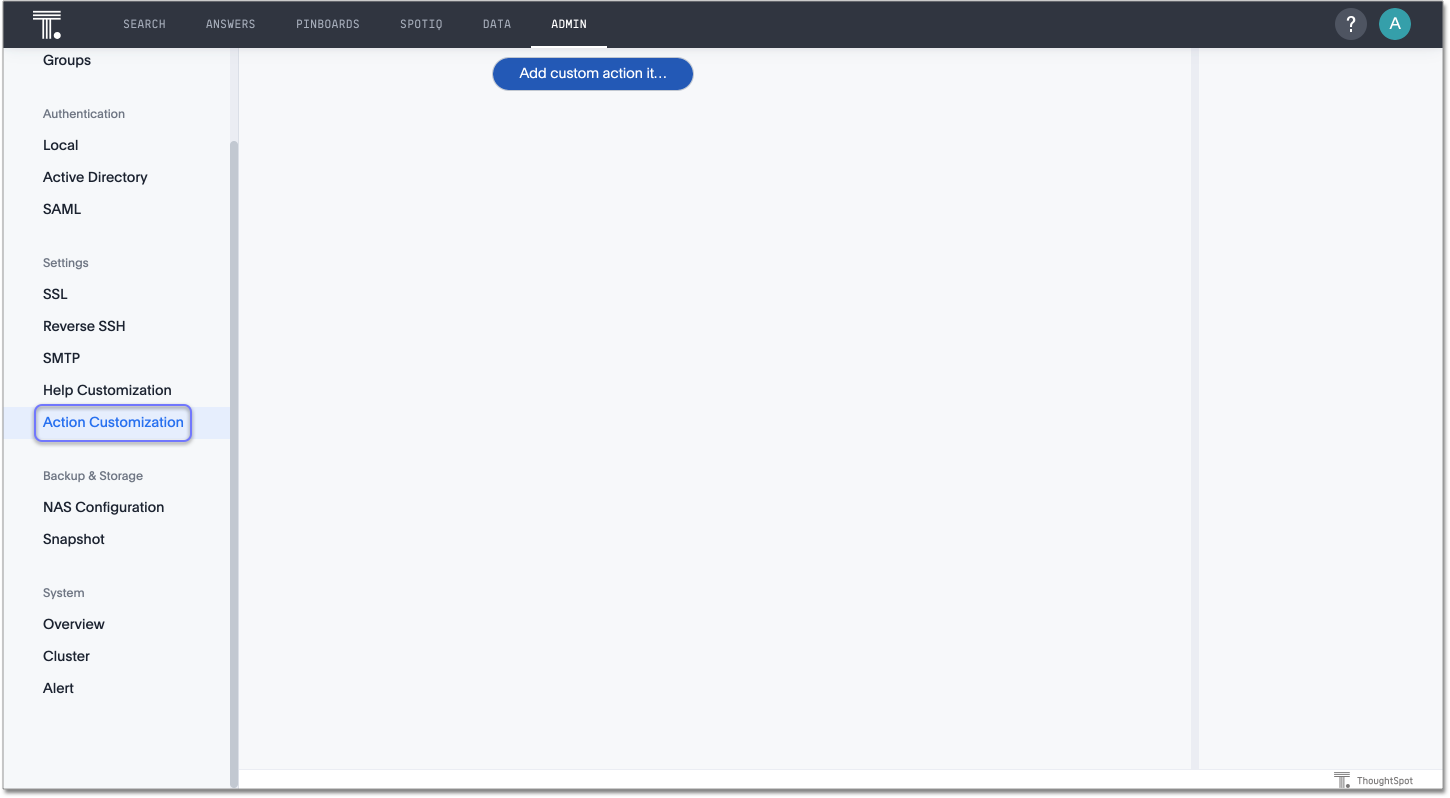 T.
SEARCH ANSWERS PINBOARDS SPOTIQ DATA ADMIN ? A
Groups
Add custom action it...
Authentication
Local
Active Directory
SAML
Settings
SSL
Reverse SSH
SMTP
Help Customization
Action Customization
Backup & Storage
NAS Configuration
Snapshot
System
Overview
Cluster
Alert
T. ThoughtSpot